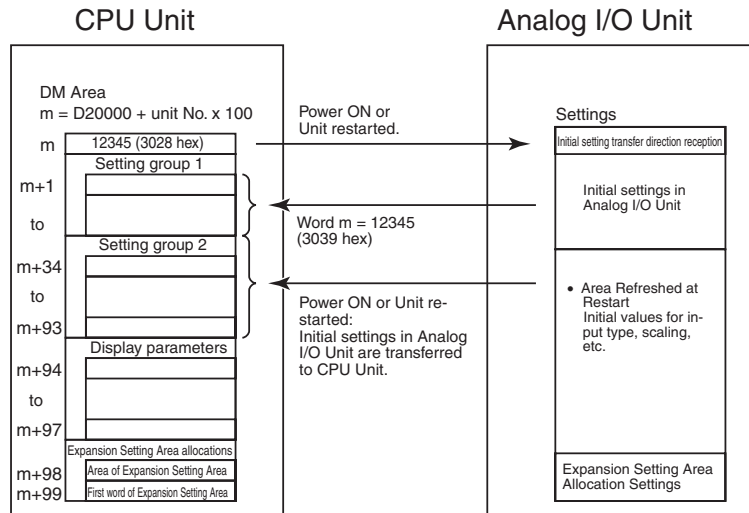 CPU Unit
Analog I/O Unit
DM Area
m = D20000 + unit No. x 100
m
12345 (3028 hex)
Setting group 1
m+1
to
Setting group 2
m+34
to
m+93
Display parameters
m+94
to
m+97
Expansion Setting Area allocations
m+98
Area of Expansion Setting Area
m+99
First word of Expansion Setting Area
Power ON or
Unit restarted.
Word m = 12345
(3039 hex)
Power ON or Unit re-
started:
Initial settings in Analog
I/O Unit are transferred
to CPU Unit.
Settings
Initial setting transfer direction reception
Initial settings in
Analog I/O Unit
• Area Refreshed at
Restart
Initial values for in-
put type, scaling,
etc.
Expansion Setting Area
Allocation Settings